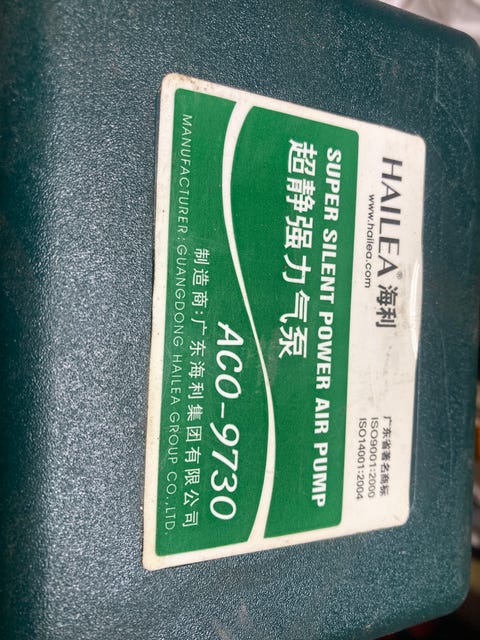 HAILEA® 海利
www.hailea.com
广东省著名商标
ISO9001:2000
ISO14001:2004
SUPER SILENT POWER AIR PUMP
超静强力气泵
ACO-9730
制造商:广东海利集团有限公司
MANUFACTURER:GUANGDONG HAILEA GROUP CO.,LTD.